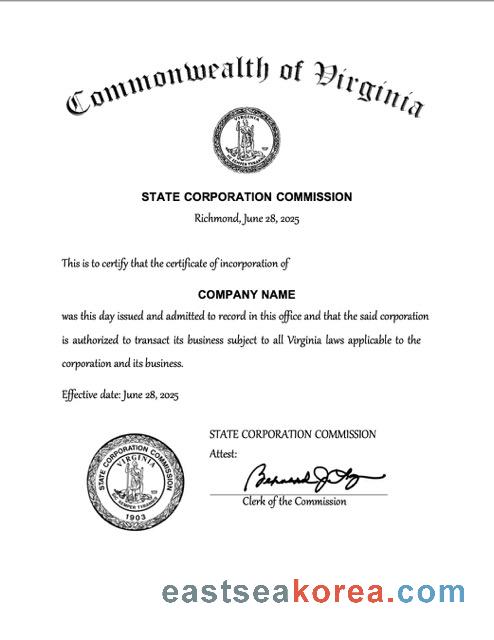 Commonwealth of Virginia
VIRGINIA
SIC SEMPER TYRANNIS
STATE CORPORATION COMMISSION
Richmond, June 28, 2025
This is to certify that the certificate of incorporation of
COMPANY NAME
was this day issued and admitted to record in this office and that the said corporation
is authorized to transact its business subject to all Virginia laws applicable to the
corporation and its business.
Effective date: June 28, 2025
STATE CORPORATION COMMISSION
Attest:
Clerk of the Commission
STATE CORPORATION COMMISSION
VIRGINIA
SIC SEMPER TYRANNIS
1903
eastseakorea.com